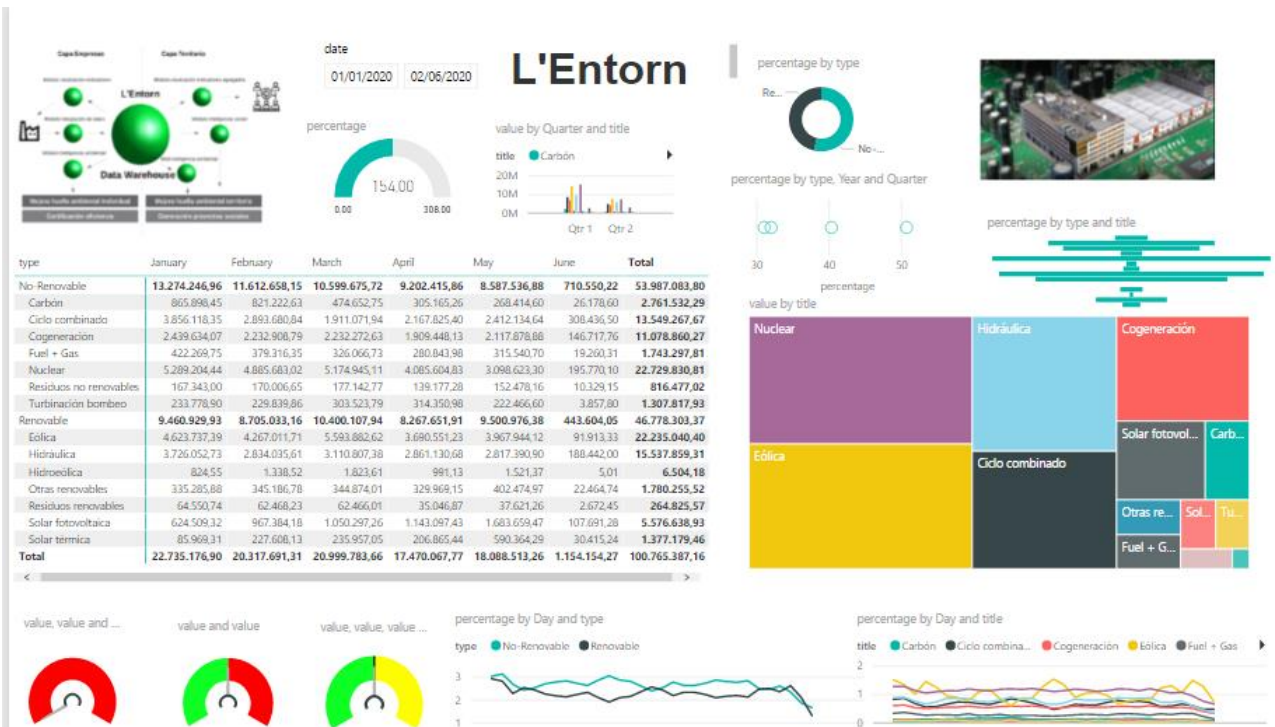 Capa Empresas
Capa Territorio
L'Entorn
Data Warehouse
Mejora huella ambiental individual
Mejora huella ambiental territorio
Certificación eficiencia
date
01/01/2020 02/06/2020
L'Entorn
percentage
154.00
0.00 308.00
value by Quarter and title
title Carbón
20M
10M
0M
Qtr 1 Qtr 2
percentage by type
Re...
No-...
percentage by type, Year and Quarter
30 40 50
percentage
percentage by type and title
type January February March April May June Total
No-Renovable 13.274.246,96 11.612.658,15 10.599.675,72 9.202.415,86 8.587.536,88 710.550,22 53.987.083,80
Carbón 865.898,45 821.222,63 474.652,75 305.165,26 268.414,60 26.178,60 2.761.532,29
Ciclo combinado 3.856.118,35 2.893.680,84 1.911.071,94 2.167.825,40 2.412.134,64 308.436,50 13.549.267,67
Cogeneración 2.439.634,07 2.232.908,79 2.232.272,63 1.909.448,13 2.117.878,88 146.717,76 11.078.860,27
Fuel + Gas 422.269,75 379.316,35 326.066,73 280.843,98 315.540,70 19.260,31 1.743.297,81
Nuclear 5.289.204,44 4.885.683,02 5.174.945,11 4.085.604,83 3.098.623,30 195.770,10 22.729.830,81
Residuos no renovables 167.343,00 170.006,65 177.142,77 139.177,28 152.478,16 10.329,15 816.477,02
Turbinación bombeo 233.778,90 229.839,86 303.523,79 314.350,98 222.466,60 3.857,80 1.307.817,93
Renovable 9.460.929,93 8.705.033,16 10.400.107,94 8.267.651,91 9.500.976,38 443.604,05 46.778.303,37
Eólica 4.623.737,39 4.267.011,71 5.593.882,62 3.690.551,23 3.967.944,12 91.913,33 22.235.040,40
Hidráulica 3.726.052,73 2.834.035,61 3.110.807,38 2.861.130,68 2.817.390,90 188.442,00 15.537.859,31
Hidroeólica 824,55 1.338,52 1.823,61 991,13 1.521,37 5,01 6.504,18
Otras renovables 335.285,88 345.186,78 344.874,01 329.969,15 402.474,97 22.464,74 1.780.255,52
Residuos renovables 64.550,74 62.468,23 62.466,01 35.046,87 37.621,26 2.672,45 264.825,57
Solar fotovoltaica 624.509,32 967.384,18 1.050.297,26 1.143.097,43 1.683.659,47 107.691,28 5.576.638,93
Solar térmica 85.969,31 227.608,13 235.957,05 206.865,44 590.364,29 30.415,24 1.377.179,46
Total 22.735.176,90 20.317.691,31 20.999.783,66 17.470.067,77 18.088.513,26 1.154.154,27 100.765.387,16
value by title
Nuclear
Hidráulica
Cogeneración
Eólica
Ciclo combinado
Solar fotovol...
Carb...
Otras re...
Sol...
Tu...
Fuel + G...
value, value and ...
value and value
value, value, value ...
percentage by Day and type
type No-Renovable Renovable
3
2
1
percentage by Day and title
title Carbón Ciclo combina... Cogeneración Eólica Fuel + Gas
2
1
0